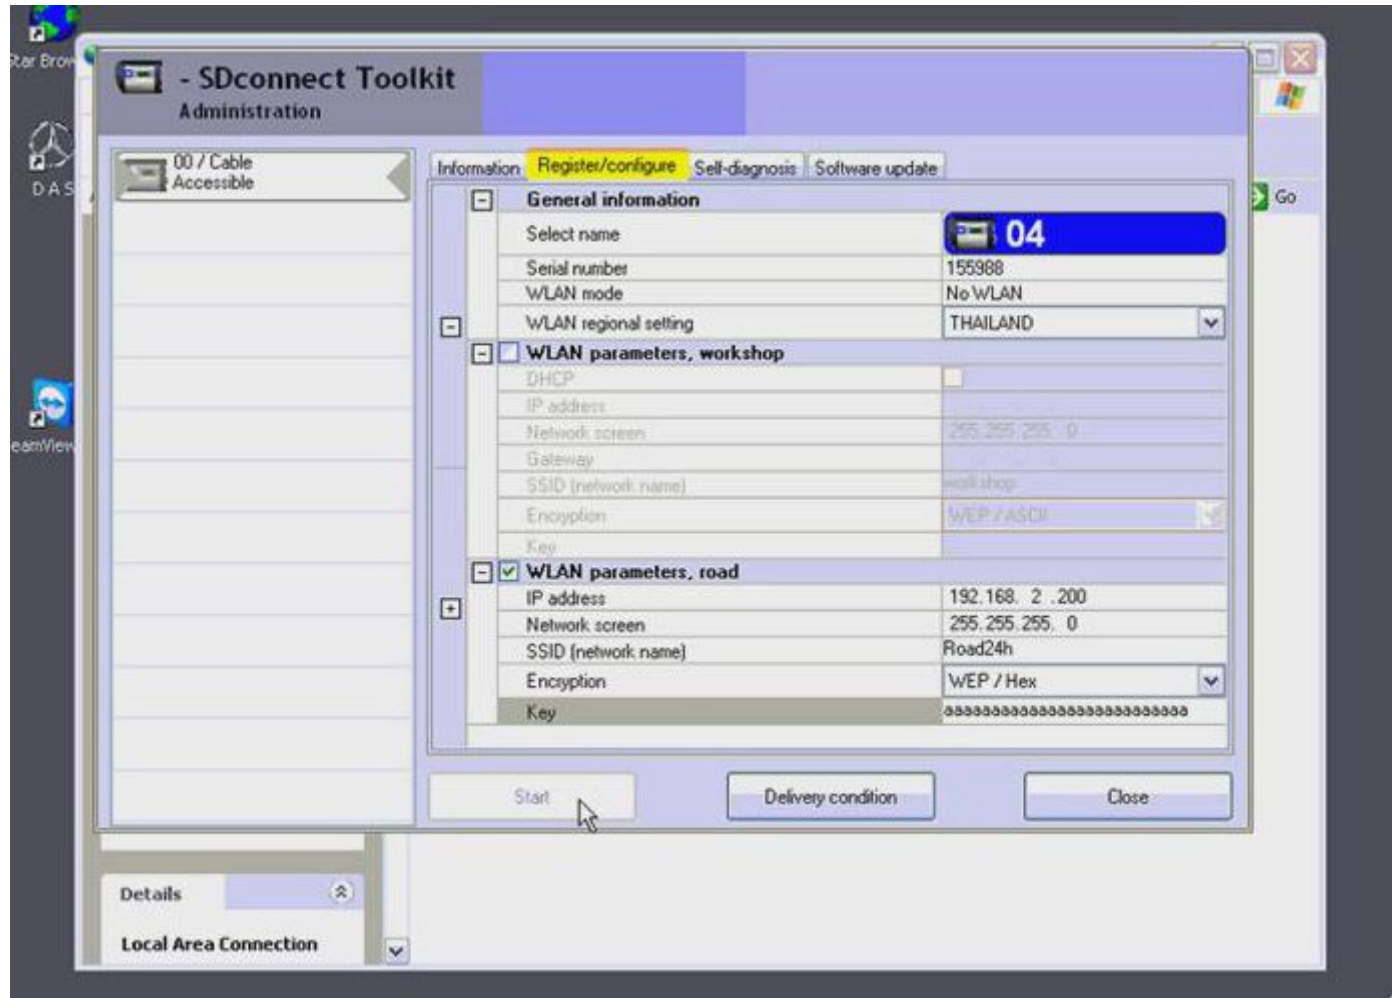 - SDconnect Toolkit
Administration
Star Brow
DAS
eamView
00 / Cable
Accessible
Information Register/configure Self-diagnosis Software update
Go
General information
Select name 04
Serial number 155988
WLAN mode No WLAN
WLAN regional setting THAILAND
WLAN parameters, workshop
DHCP
IP address
Network screen 255.255.255. 0
Gateway
SSID (network name) workshop
Encryption WEP / ASCII
Key
WLAN parameters, road
IP address 192.168. 2 .200
Network screen 255.255.255. 0
SSID (network name) Road24h
Encryption WEP / Hex
Key aaaaaaaaaaaaaaaaaaaaaaaaaa
Start Delivery condition Close
Details
Local Area Connection